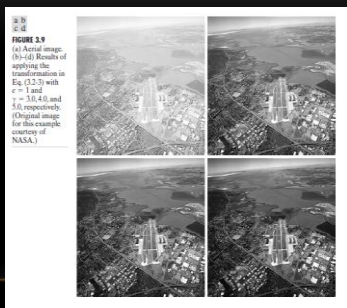 a b
c d
FIGURE 3.9
(a) Aerial image.
(b)–(d) Results of
applying the
transformation in
Eq. (3.2-3) with
c = 1 and
γ = 3.0, 4.0, and
5.0, respectively.
(Original image
for this example
courtesy of
NASA.)